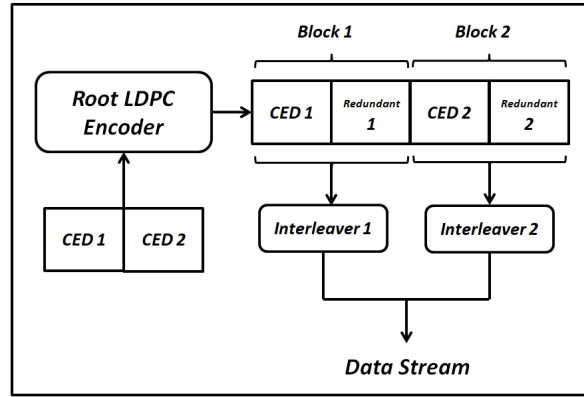 Block 1
Block 2
Root LDPC
Encoder
CED 1
Redundant
1
CED 2
Redundant
2
CED 1
CED 2
Interleaver 1
Interleaver 2
Data Stream